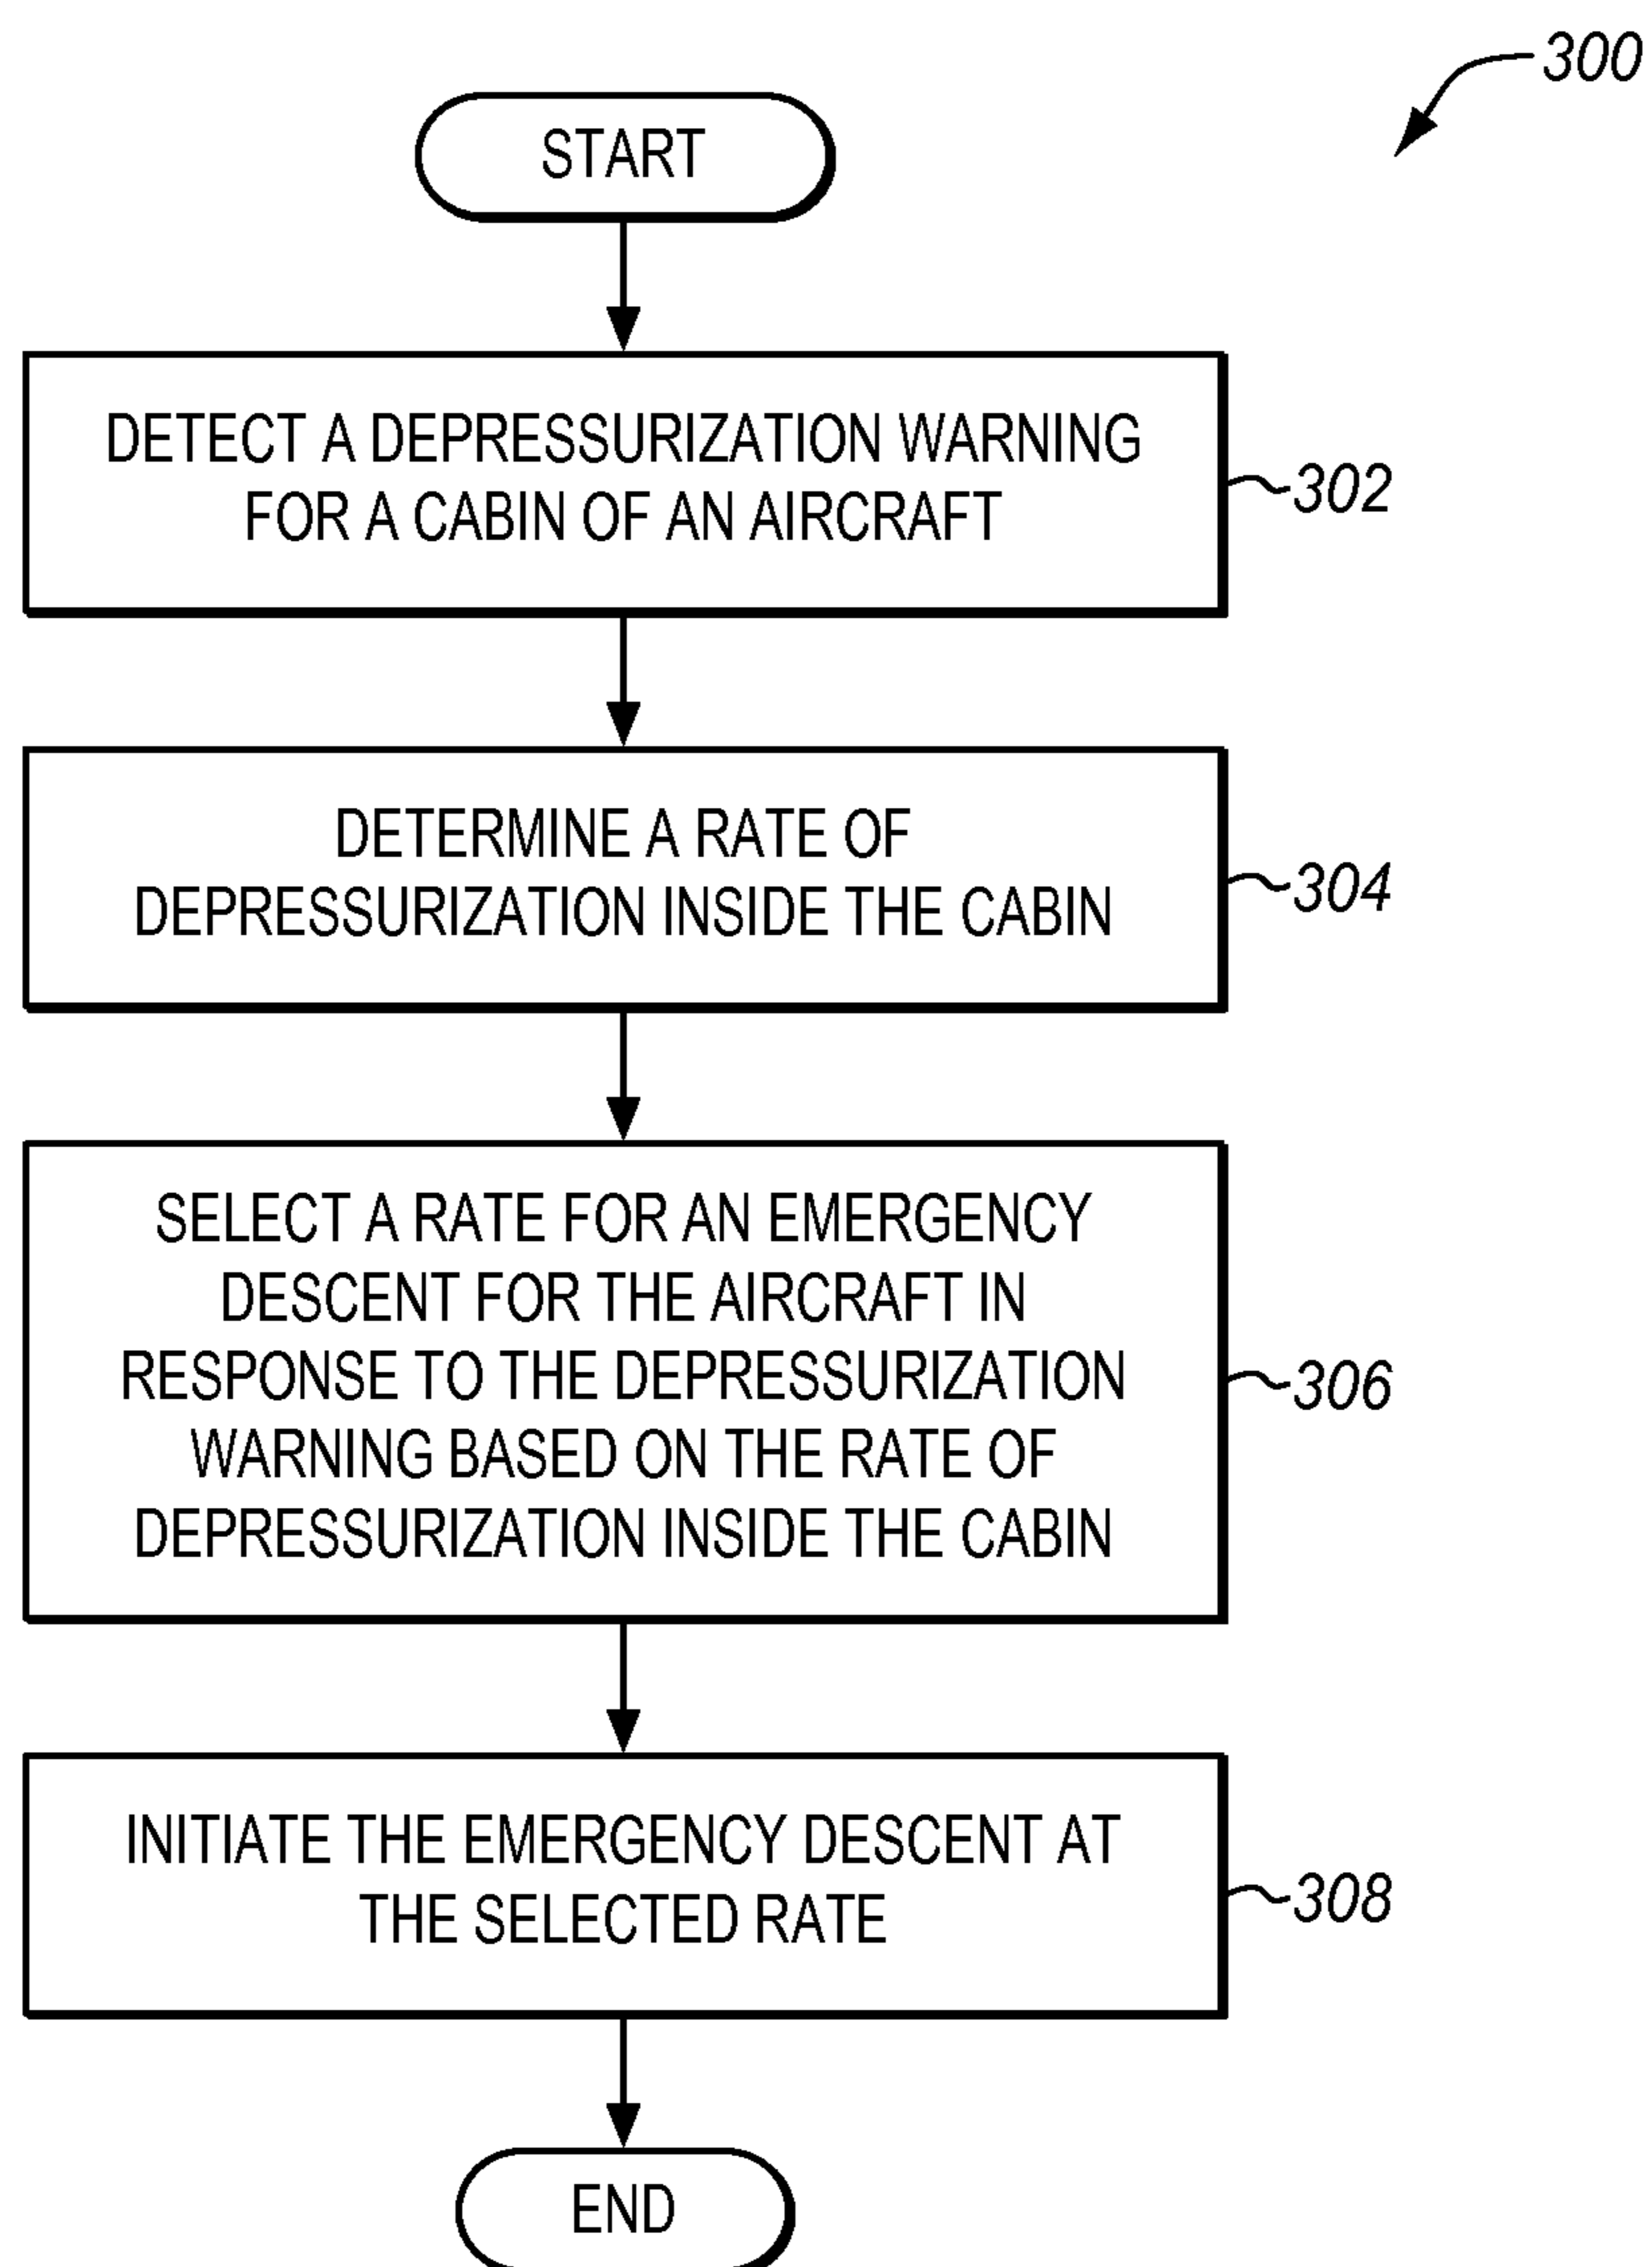 300
START
DETECT A DEPRESSURIZATION WARNING
FOR A CABIN OF AN AIRCRAFT
302
DETERMINE A RATE OF
DEPRESSURIZATION INSIDE THE CABIN
304
SELECT A RATE FOR AN EMERGENCY
DESCENT FOR THE AIRCRAFT IN
RESPONSE TO THE DEPRESSURIZATION
WARNING BASED ON THE RATE OF
DEPRESSURIZATION INSIDE THE CABIN
306
INITIATE THE EMERGENCY DESCENT AT
THE SELECTED RATE
308
END